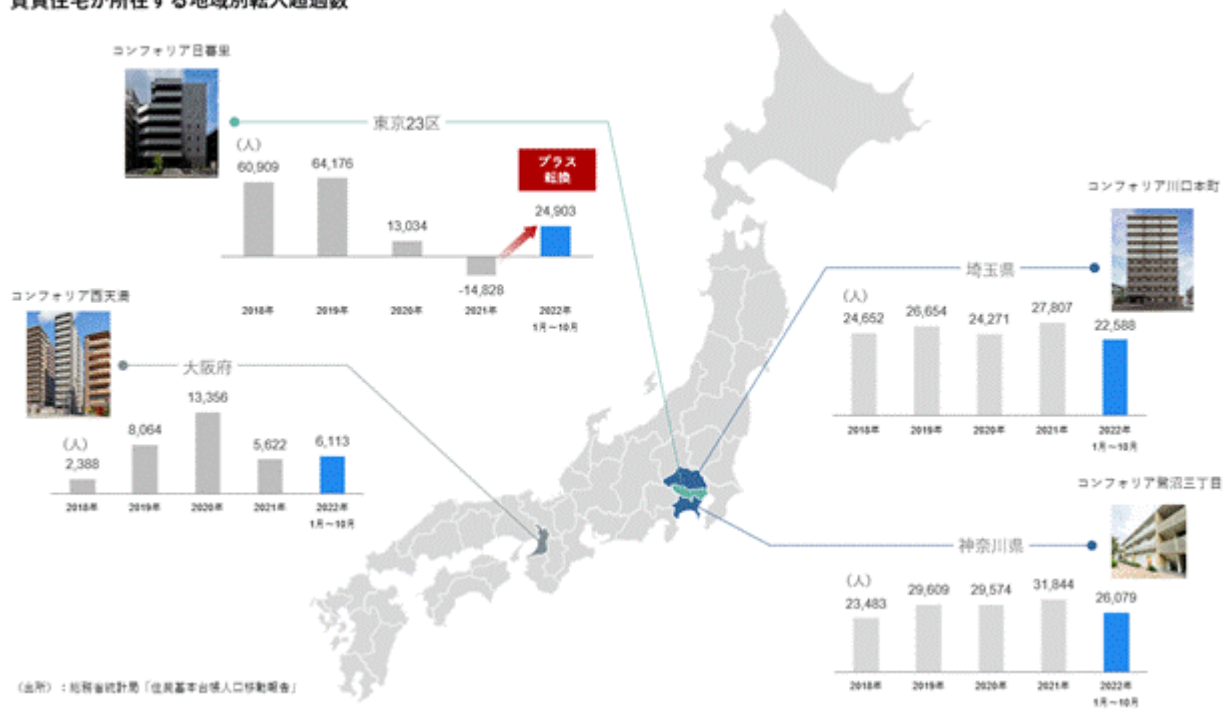 賃貸住宅が所在する地域別転入超過数
コンフォリア日暮里
東京23区
（人）
60,909
64,176
13,034
-14,828
24,903
プラス
転換
2018年
2019年
2020年
2021年
2022年
1月～10月
コンフォリア西天満
大阪府
（人）
2,388
8,064
13,356
5,622
6,113
2018年
2019年
2020年
2021年
2022年
1月～10月
コンフォリア川口本町
埼玉県
（人）
24,652
26,654
24,271
27,807
22,588
2018年
2019年
2020年
2021年
2022年
1月～10月
コンフォリア鷺沼三丁目
神奈川県
（人）
23,483
29,609
29,574
31,844
26,079
2018年
2019年
2020年
2021年
2022年
1月～10月
（出所）：総務省統計局「住民基本台帳人口移動報告」